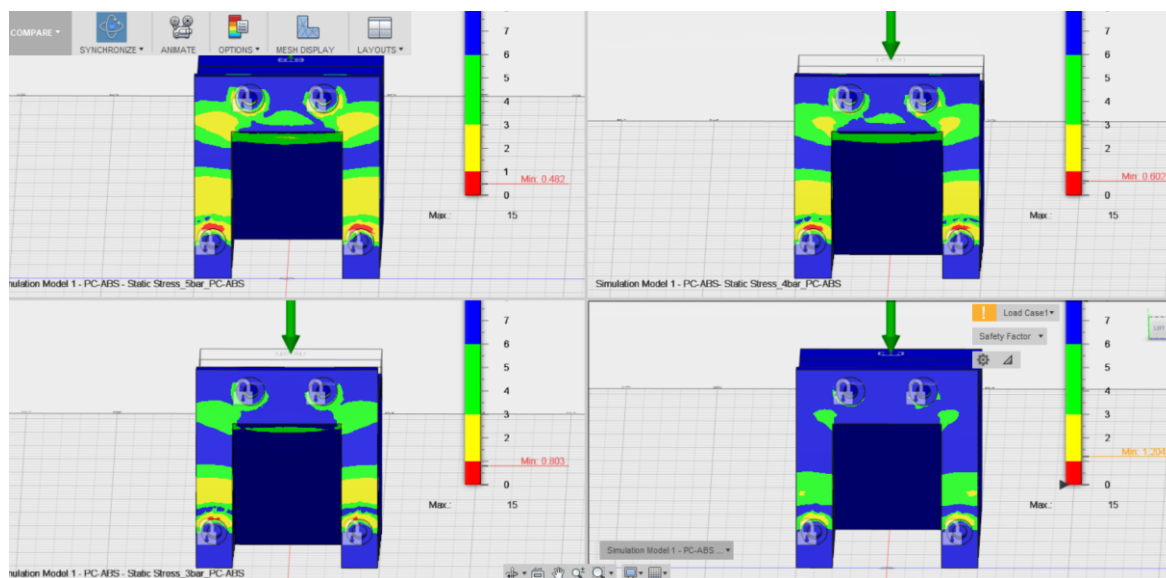 COMPARE
SYNCHRONIZE
ANIMATE
OPTIONS
MESH DISPLAY
LAYOUTS
7
6
5
4
3
2
1
Min: 0.482
0
Max.: 15
mulation Model 1 - PC-ABS - Static Stress_5bar_PC-ABS
7
6
5
4
3
2
1
Min: 0.602
0
Max.: 15
Simulation Model 1 - PC-ABS- Static Stress_4bar_PC-ABS
7
6
5
4
3
2
Min: 0.803
0
Max.: 15
mulation Model 1 - PC-ABS - Static Stress_3bar_PC-ABS
! Load Case1
Safety Factor
LEFT
7
6
5
4
3
2
Min: 1.204
0
Max.: 15
Simulation Model 1 - PC-ABS ...